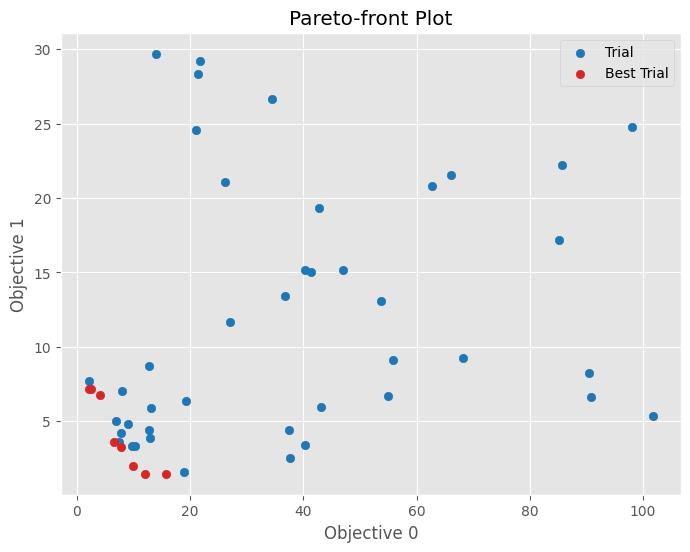 Pareto-front Plot
Trial
Best Trial
Objective 1
30
25
20
15
10
5
0 20 40 60 80 100
Objective 0